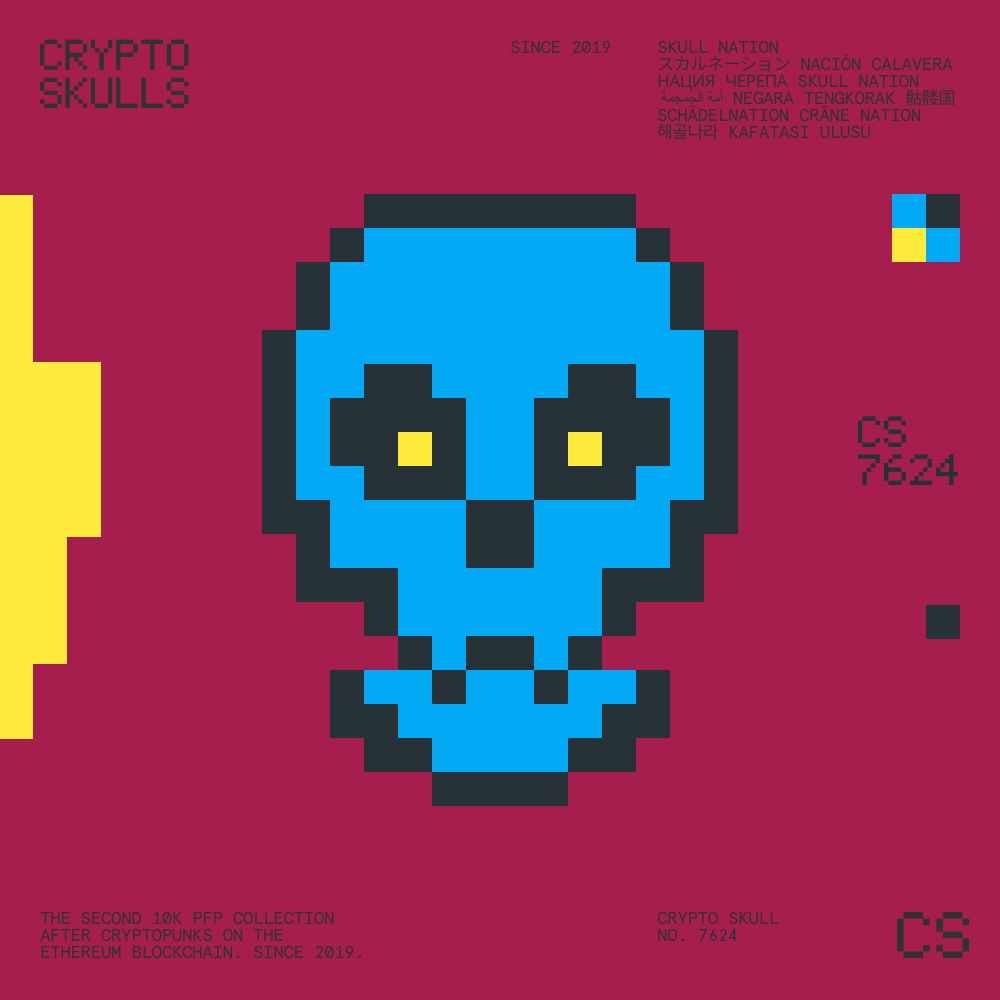 CRYPTO
SKULLS
SINCE 2019
SKULL NATION
スカルネーション NACIÓN CALAVERA
НАЦИЯ ЧЕРЕПА SKULL NATION
أمة الجمجمة NEGARA TENGKORAK 骷髅国
SCHÄDELNATION CRÂNE NATION
해골나라 KAFATASI ULUSU
CS
7624
THE SECOND 10K PFP COLLECTION
AFTER CRYPTOPUNKS ON THE
ETHEREUM BLOCKCHAIN. SINCE 2019.
CRYPTO SKULL
NO. 7624
CS